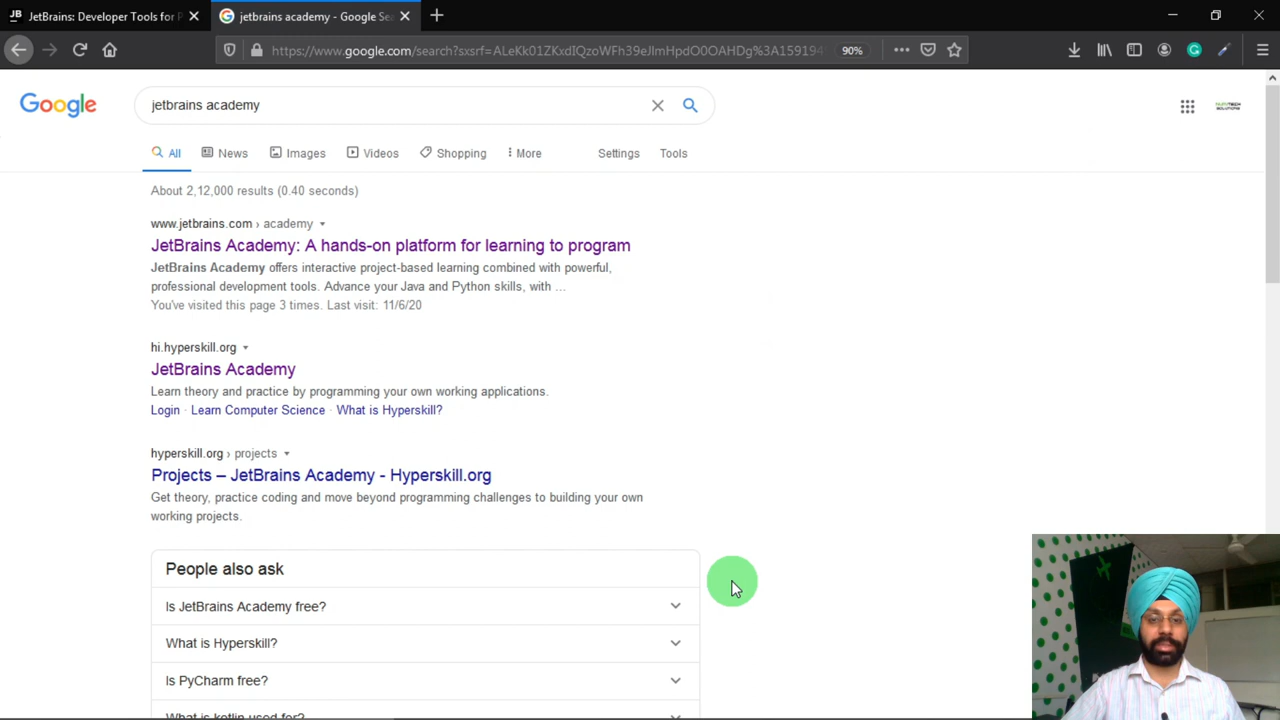 JetBrains: Developer Tools for P
jetbrains academy - Google Sea
https://www.google.com/search?sxsrf=ALeKk01ZKxdIQzoWFh39eJlmHpdO0OAHDg%3A159194
90%
Google
jetbrains academy
All
News
Images
Videos
Shopping
More
Settings
Tools
About 2,12,000 results (0.40 seconds)
www.jetbrains.com › academy
JetBrains Academy: A hands-on platform for learning to program
JetBrains Academy offers interactive project-based learning combined with powerful,
professional development tools. Advance your Java and Python skills, with ...
You've visited this page 3 times. Last visit: 11/6/20
hi.hyperskill.org
JetBrains Academy
Learn theory and practice by programming your own working applications.
Login · Learn Computer Science · What is Hyperskill?
hyperskill.org › projects
Projects – JetBrains Academy - Hyperskill.org
Get theory, practice coding and move beyond programming challenges to building your own
working projects.
People also ask
Is JetBrains Academy free?
What is Hyperskill?
Is PyCharm free?
What is kotlin used for?